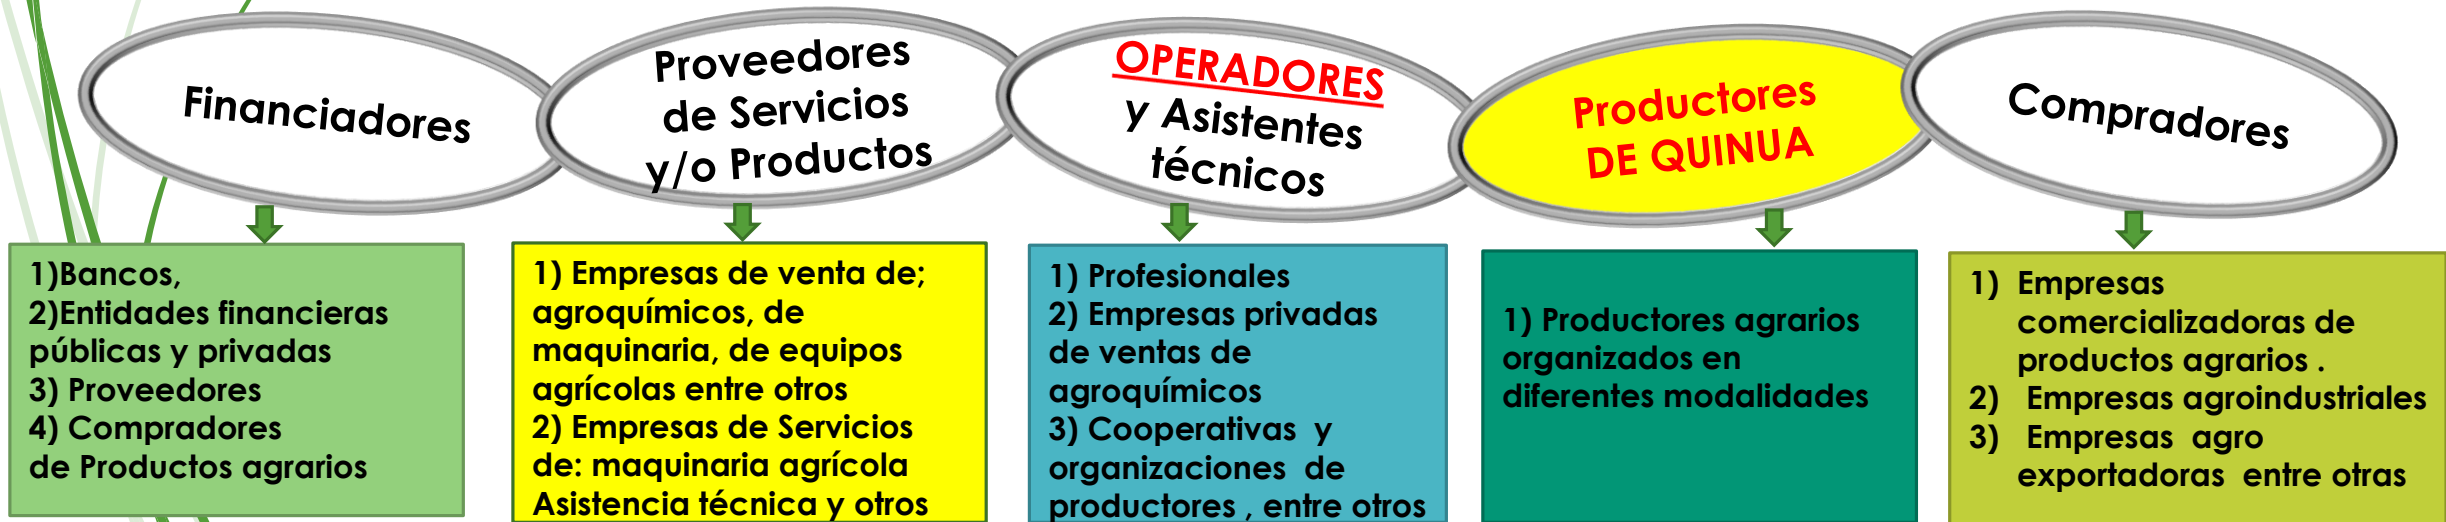 Financiadores
Proveedores
de Servicios
y/o Productos
OPERADORES
y Asistentes
técnicos
Productores
DE QUINUA
Compradores
1)Bancos,
2)Entidades financieras
públicas y privadas
3) Proveedores
4) Compradores
de Productos agrarios
1) Empresas de venta de;
agroquímicos, de
maquinaria, de equipos
agrícolas entre otros
2) Empresas de Servicios
de: maquinaria agrícola
Asistencia técnica y otros
1) Profesionales
2) Empresas privadas
de ventas de
agroquímicos
3) Cooperativas y
organizaciones de
productores , entre otros
1) Productores agrarios
organizados en
diferentes modalidades
1) Empresas
comercializadoras de
productos agrarios .
2) Empresas agroindustriales
3) Empresas agro
exportadoras entre otras